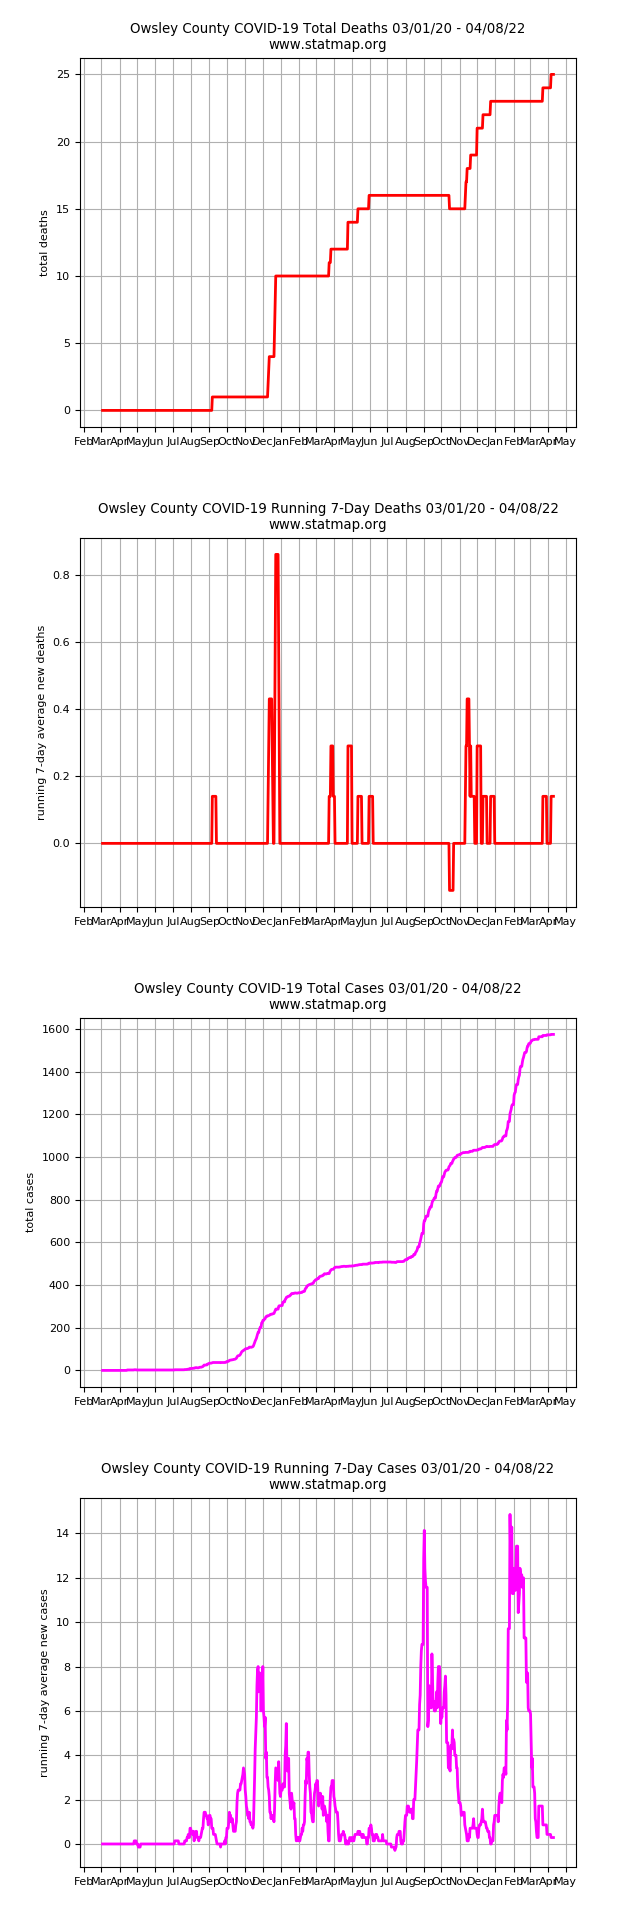 Owsley County COVID-19 Total Deaths 03/01/20 - 04/08/22
www.statmap.org
25
20
15
10
5
0
total deaths
Feb Mar Apr May Jun Jul Aug Sep Oct Nov Dec Jan Feb Mar Apr May Jun Jul Aug Sep Oct Nov Dec Jan Feb Mar Apr May
Owsley County COVID-19 Running 7-Day Deaths 03/01/20 - 04/08/22
www.statmap.org
0.8
0.6
0.4
0.2
0.0
running 7-day average new deaths
Feb Mar Apr May Jun Jul Aug Sep Oct Nov Dec Jan Feb Mar Apr May Jun Jul Aug Sep Oct Nov Dec Jan Feb Mar Apr May
Owsley County COVID-19 Total Cases 03/01/20 - 04/08/22
www.statmap.org
1600
1400
1200
1000
800
600
400
200
0
total cases
Feb Mar Apr May Jun Jul Aug Sep Oct Nov Dec Jan Feb Mar Apr May Jun Jul Aug Sep Oct Nov Dec Jan Feb Mar Apr May
Owsley County COVID-19 Running 7-Day Cases 03/01/20 - 04/08/22
www.statmap.org
14
12
10
8
6
4
2
0
running 7-day average new cases
Feb Mar Apr May Jun Jul Aug Sep Oct Nov Dec Jan Feb Mar Apr May Jun Jul Aug Sep Oct Nov Dec Jan Feb Mar Apr May